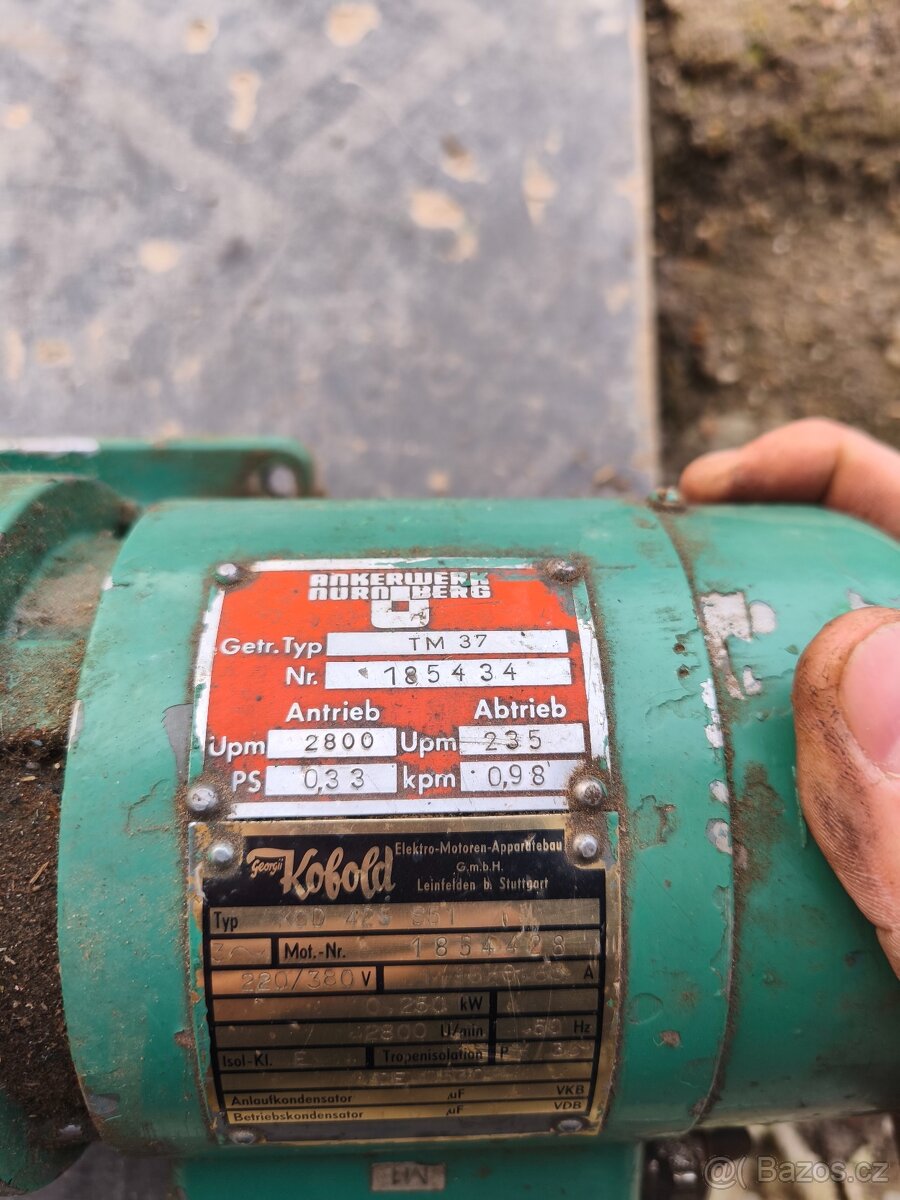 ANKERWERK
NÜRNBERG
Getr. Typ TM 37
Nr. 185434
Antrieb Abtrieb
Upm 2800 Upm 235
PS 0,33 kpm 0,98
Georgii Kobold Elektro-Motoren-Apparatebau
G.m.b.H.
Leinfelden b. Stuttgart
Typ
3~ Mot.-Nr.
220/380 V A
0,250 kW
2800 U/min 50 Hz
Isol-Kl. E Tropenisolation P 33
Anlaufkondensator µF VKB
Betriebskondensator µF VDB
@ Bazos.cz